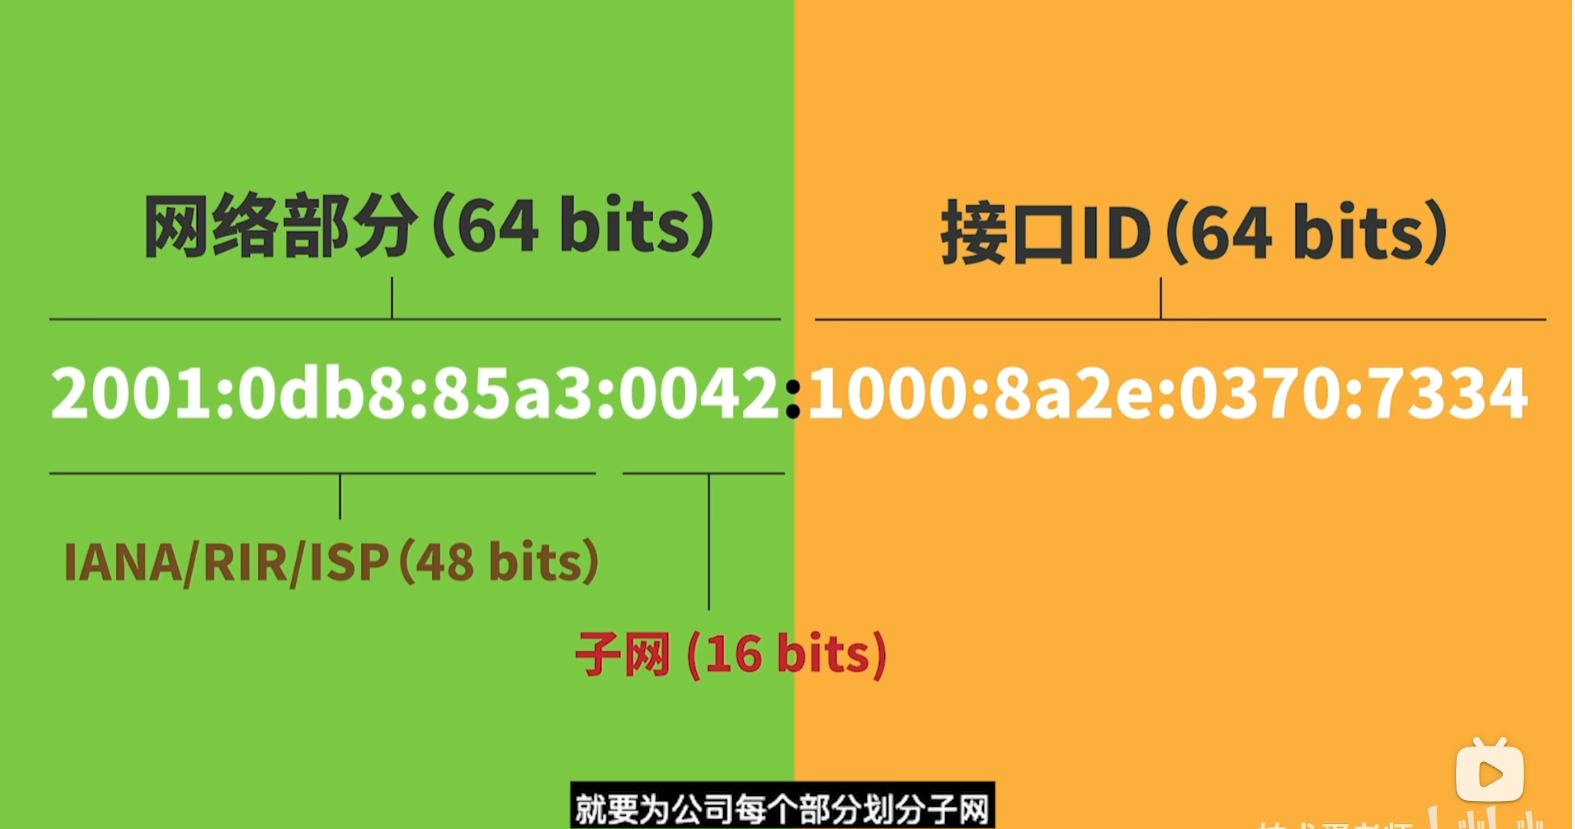 网络部分(64 bits)
接口ID(64 bits)
2001:0db8:85a3:0042:1000:8a2e:0370:7334
IANA/RIR/ISP(48 bits)
子网 (16 bits)
就要为公司每个部分划分子网